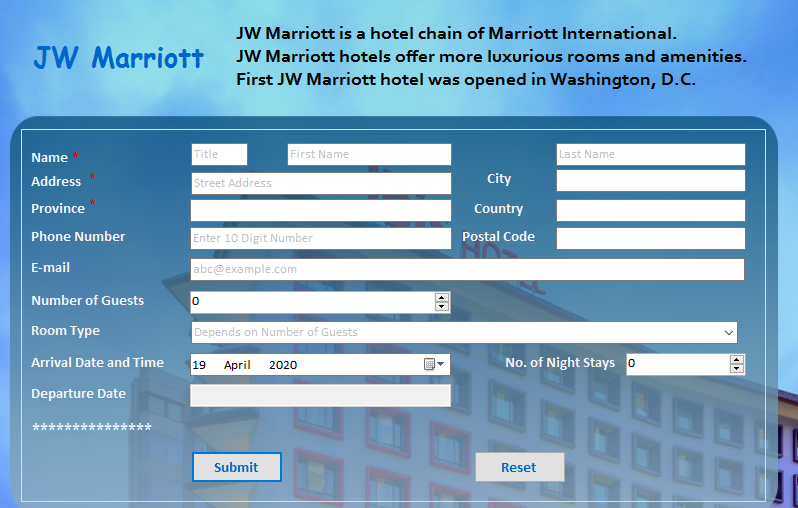 JW Marriott
JW Marriott is a hotel chain of Marriott International.
JW Marriott hotels offer more luxurious rooms and amenities.
First JW Marriott hotel was opened in Washington, D.C.
Name * Title First Name Last Name
Address * Street Address City
Province * Country
Phone Number Enter 10 Digit Number Postal Code
E-mail abc@example.com
Number of Guests 0
Room Type Depends on Number of Guests
Arrival Date and Time 19 April 2020 No. of Night Stays 0
Departure Date
***************
Submit Reset
HOTEL